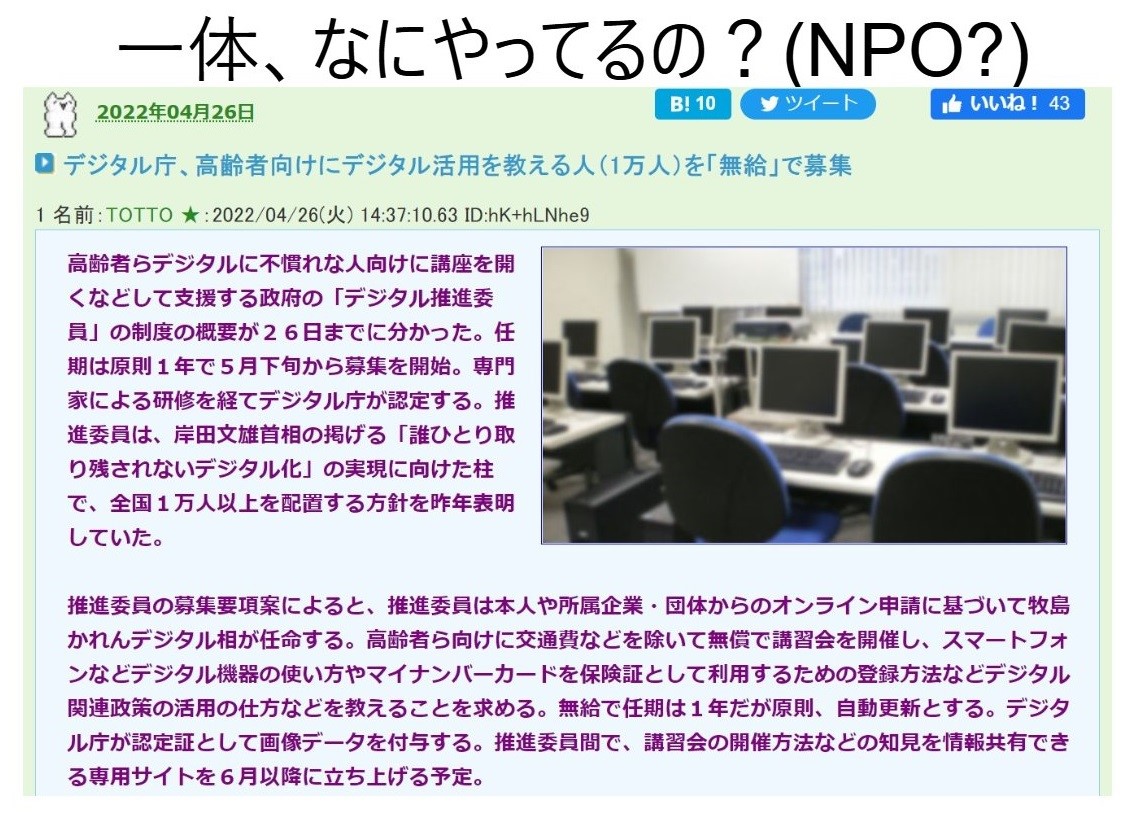 一体、なにやってるの？(NPO?)
2022年04月26日
B! 10
ツイート
いいね！ 43
デジタル庁、高齢者向けにデジタル活用を教える人（1万人）を「無給」で募集
1 名前：TOTTO ★：2022/04/26(火) 14:37:10.63 ID:hK+hLNhe9
高齢者らデジタルに不慣れな人向けに講座を開
くなどして支援する政府の「デジタル推進委
員」の制度の概要が２６日までに分かった。任
期は原則１年で５月下旬から募集を開始。専門
家による研修を経てデジタル庁が認定する。推
進委員は、岸田文雄首相の掲げる「誰ひとり取
り残されないデジタル化」の実現に向けた柱
で、全国１万人以上を配置する方針を昨年表明
していた。
推進委員の募集要項案によると、推進委員は本人や所属企業・団体からのオンライン申請に基づいて牧島
かれんデジタル相が任命する。高齢者ら向けに交通費などを除いて無償で講習会を開催し、スマートフォ
ンなどデジタル機器の使い方やマイナンバーカードを保険証として利用するための登録方法などデジタル
関連政策の活用の仕方などを教えることを求める。無給で任期は１年だが原則、自動更新とする。デジタ
ル庁が認定証として画像データを付与する。推進委員間で、講習会の開催方法などの知見を情報共有でき
る専用サイトを６月以降に立ち上げる予定。